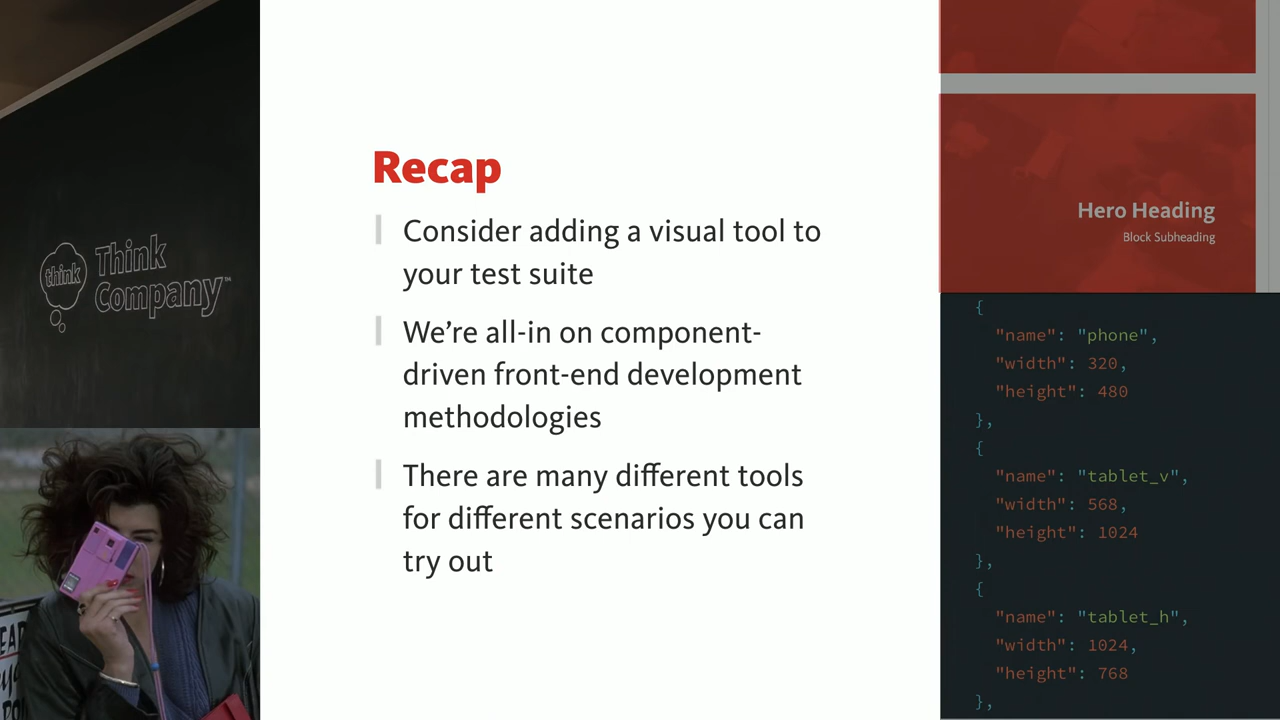 think
Think
Company™
Recap
Consider adding a visual tool to
your test suite
We're all-in on component-
driven front-end development
methodologies
There are many different tools
for different scenarios you can
try out
Hero Heading
Block Subheading
{
"name": "phone",
"width": 320,
"height": 480
},
{
"name": "tablet_v",
"width": 568,
"height": 1024
},
{
"name": "tablet_h",
"width": 1024,
"height": 768
},